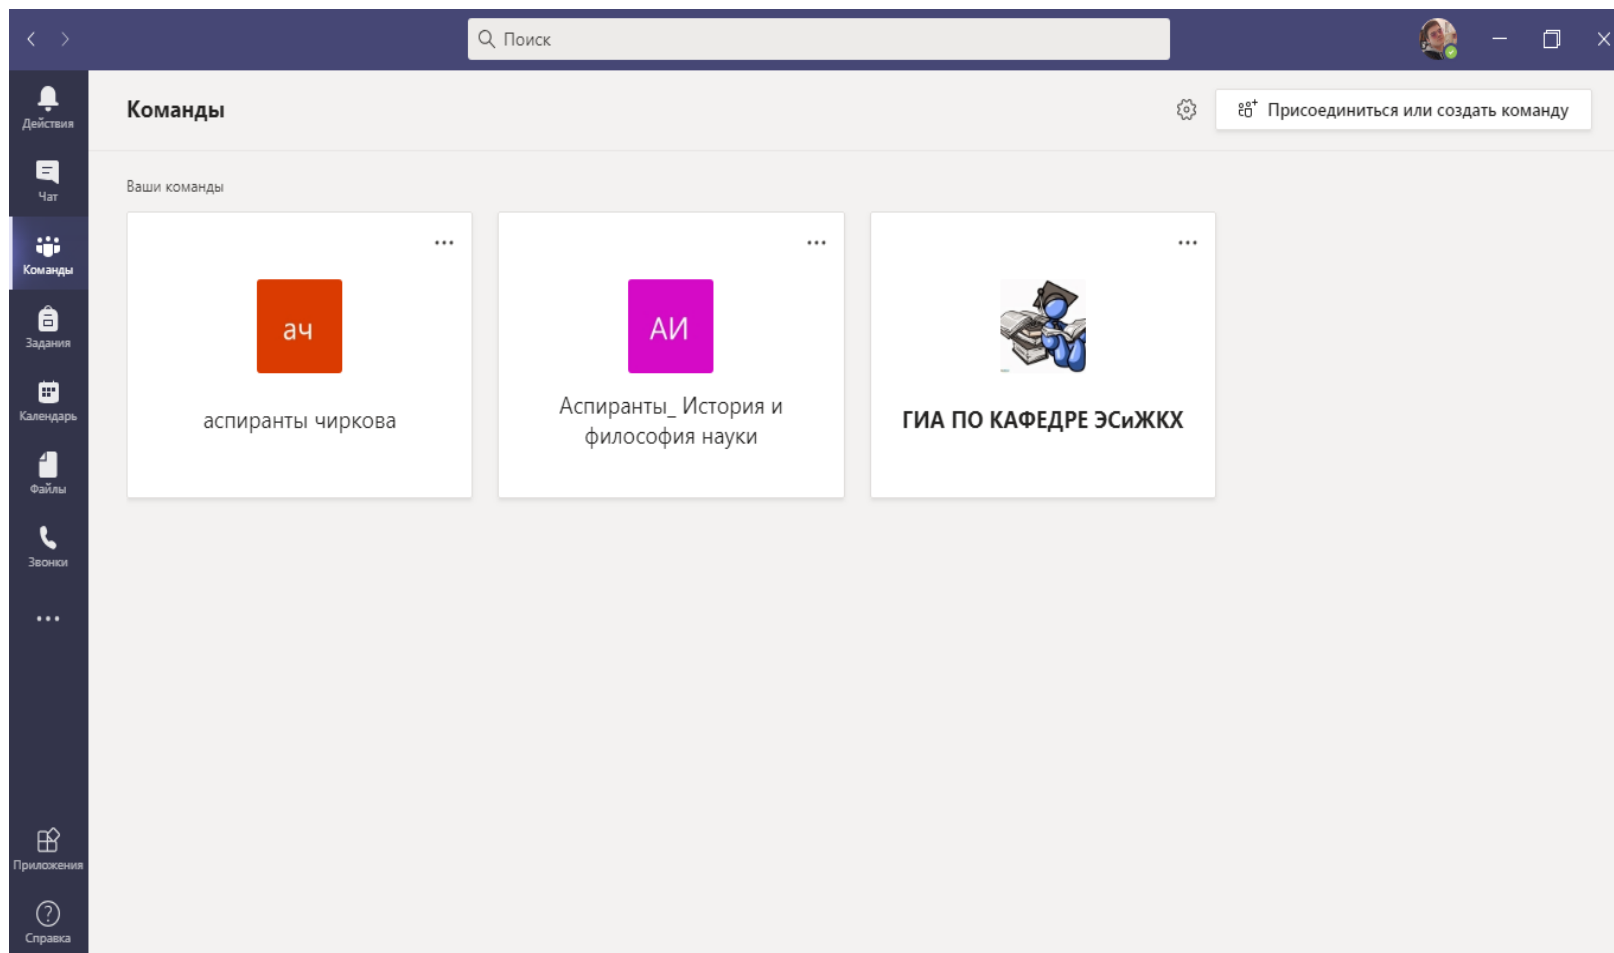 Поиск
Действия
Чат
Команды
Задания
Календарь
Файлы
Звонки
Приложения
Справка
Команды
Присоединиться или создать команду
Ваши команды
ач
аспиранты чиркова
АИ
Аспиранты_ История и
философия науки
ГИА ПО КАФЕДРЕ ЭСиЖКХ